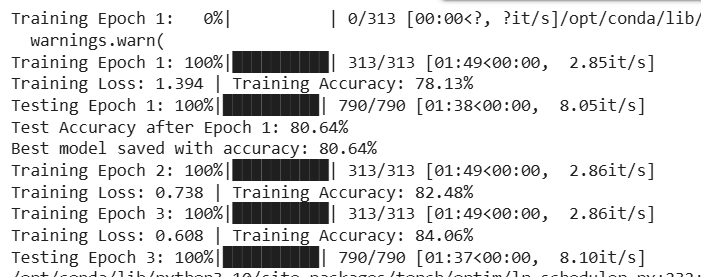 Training Epoch 1:   0%|          | 0/313 [00:00<?, ?it/s]/opt/conda/lib/
  warnings.warn(
Training Epoch 1: 100%|██████████| 313/313 [01:49<00:00,  2.85it/s]
Training Loss: 1.394 | Training Accuracy: 78.13%
Testing Epoch 1: 100%|██████████| 790/790 [01:38<00:00,  8.05it/s]
Test Accuracy after Epoch 1: 80.64%
Best model saved with accuracy: 80.64%
Training Epoch 2: 100%|██████████| 313/313 [01:49<00:00,  2.86it/s]
Training Loss: 0.738 | Training Accuracy: 82.48%
Training Epoch 3: 100%|██████████| 313/313 [01:49<00:00,  2.86it/s]
Training Loss: 0.608 | Training Accuracy: 84.06%
Testing Epoch 3: 100%|██████████| 790/790 [01:37<00:00,  8.10it/s]
/opt/conda/lib/python3.10/site-packages/torch/optim/lr_scheduler.py:232: